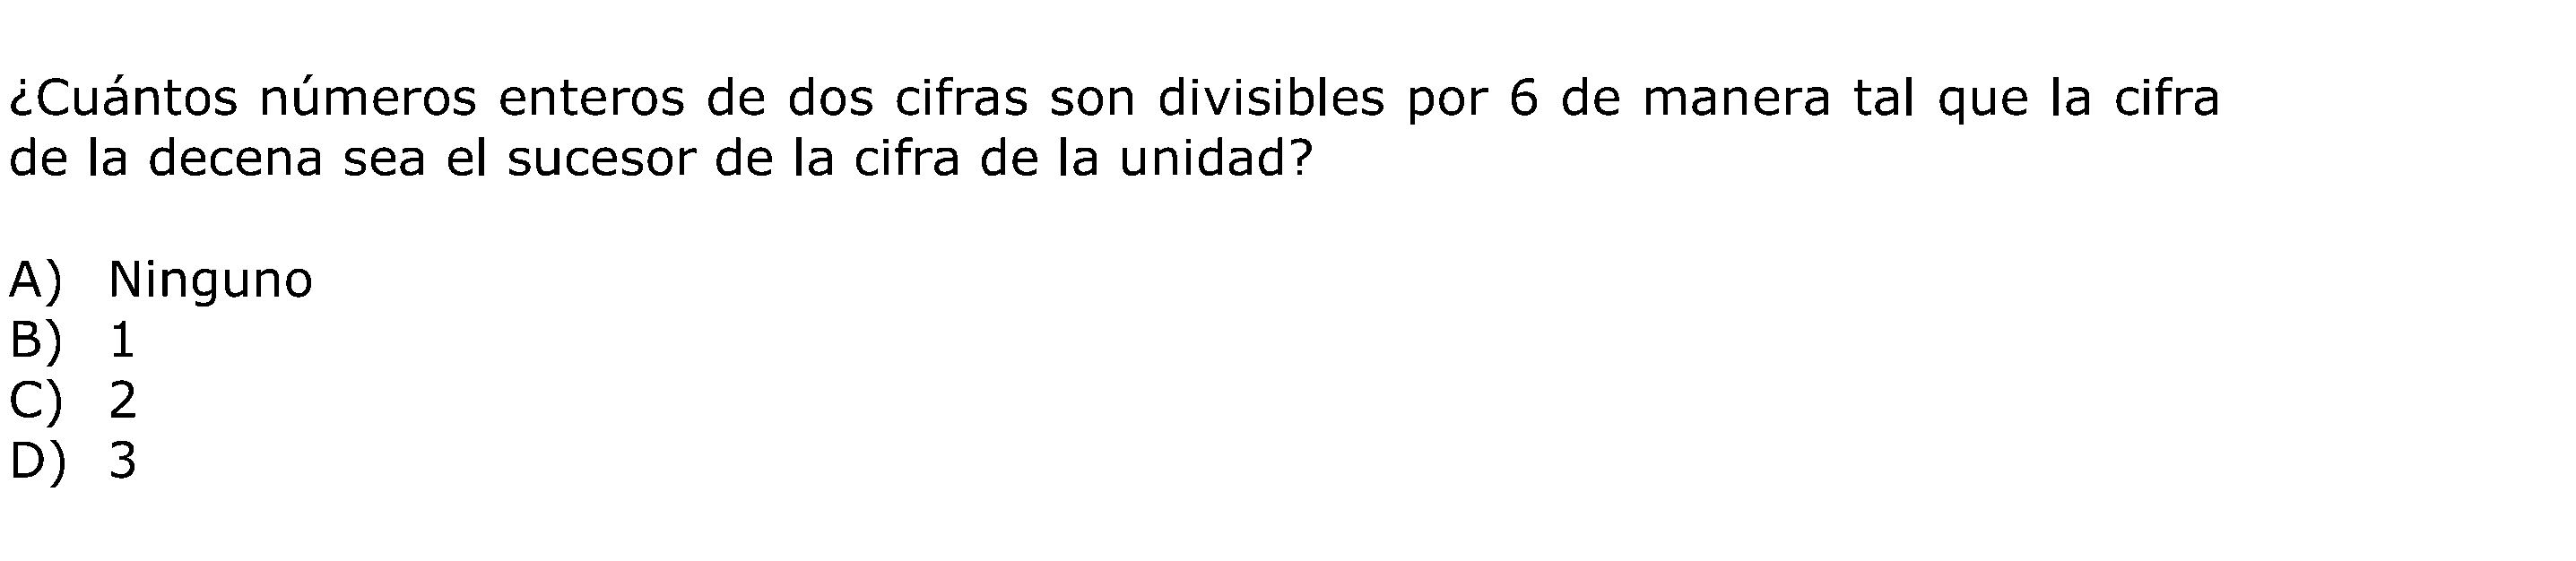 ¿Cuántos números enteros de dos cifras son divisibles por 6 de manera tal que la cifra
de la decena sea el sucesor de la cifra de la unidad?
A) Ninguno
B) 1
C) 2
D) 3